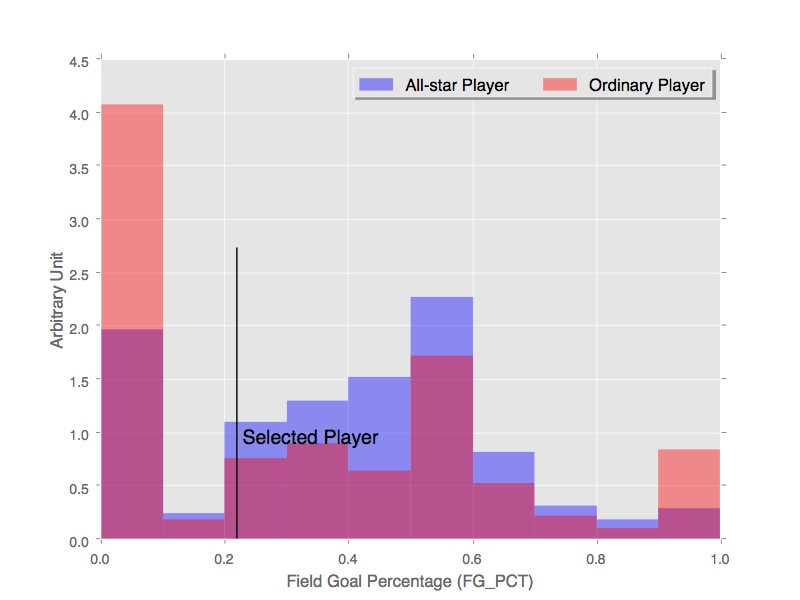 4.5
All-star Player Ordinary Player
4.0
3.5
3.0
2.5
2.0
1.5
1.0
0.5
0.0
Arbitrary Unit
Selected Player
0.0 0.2 0.4 0.6 0.8 1.0
Field Goal Percentage (FG_PCT)